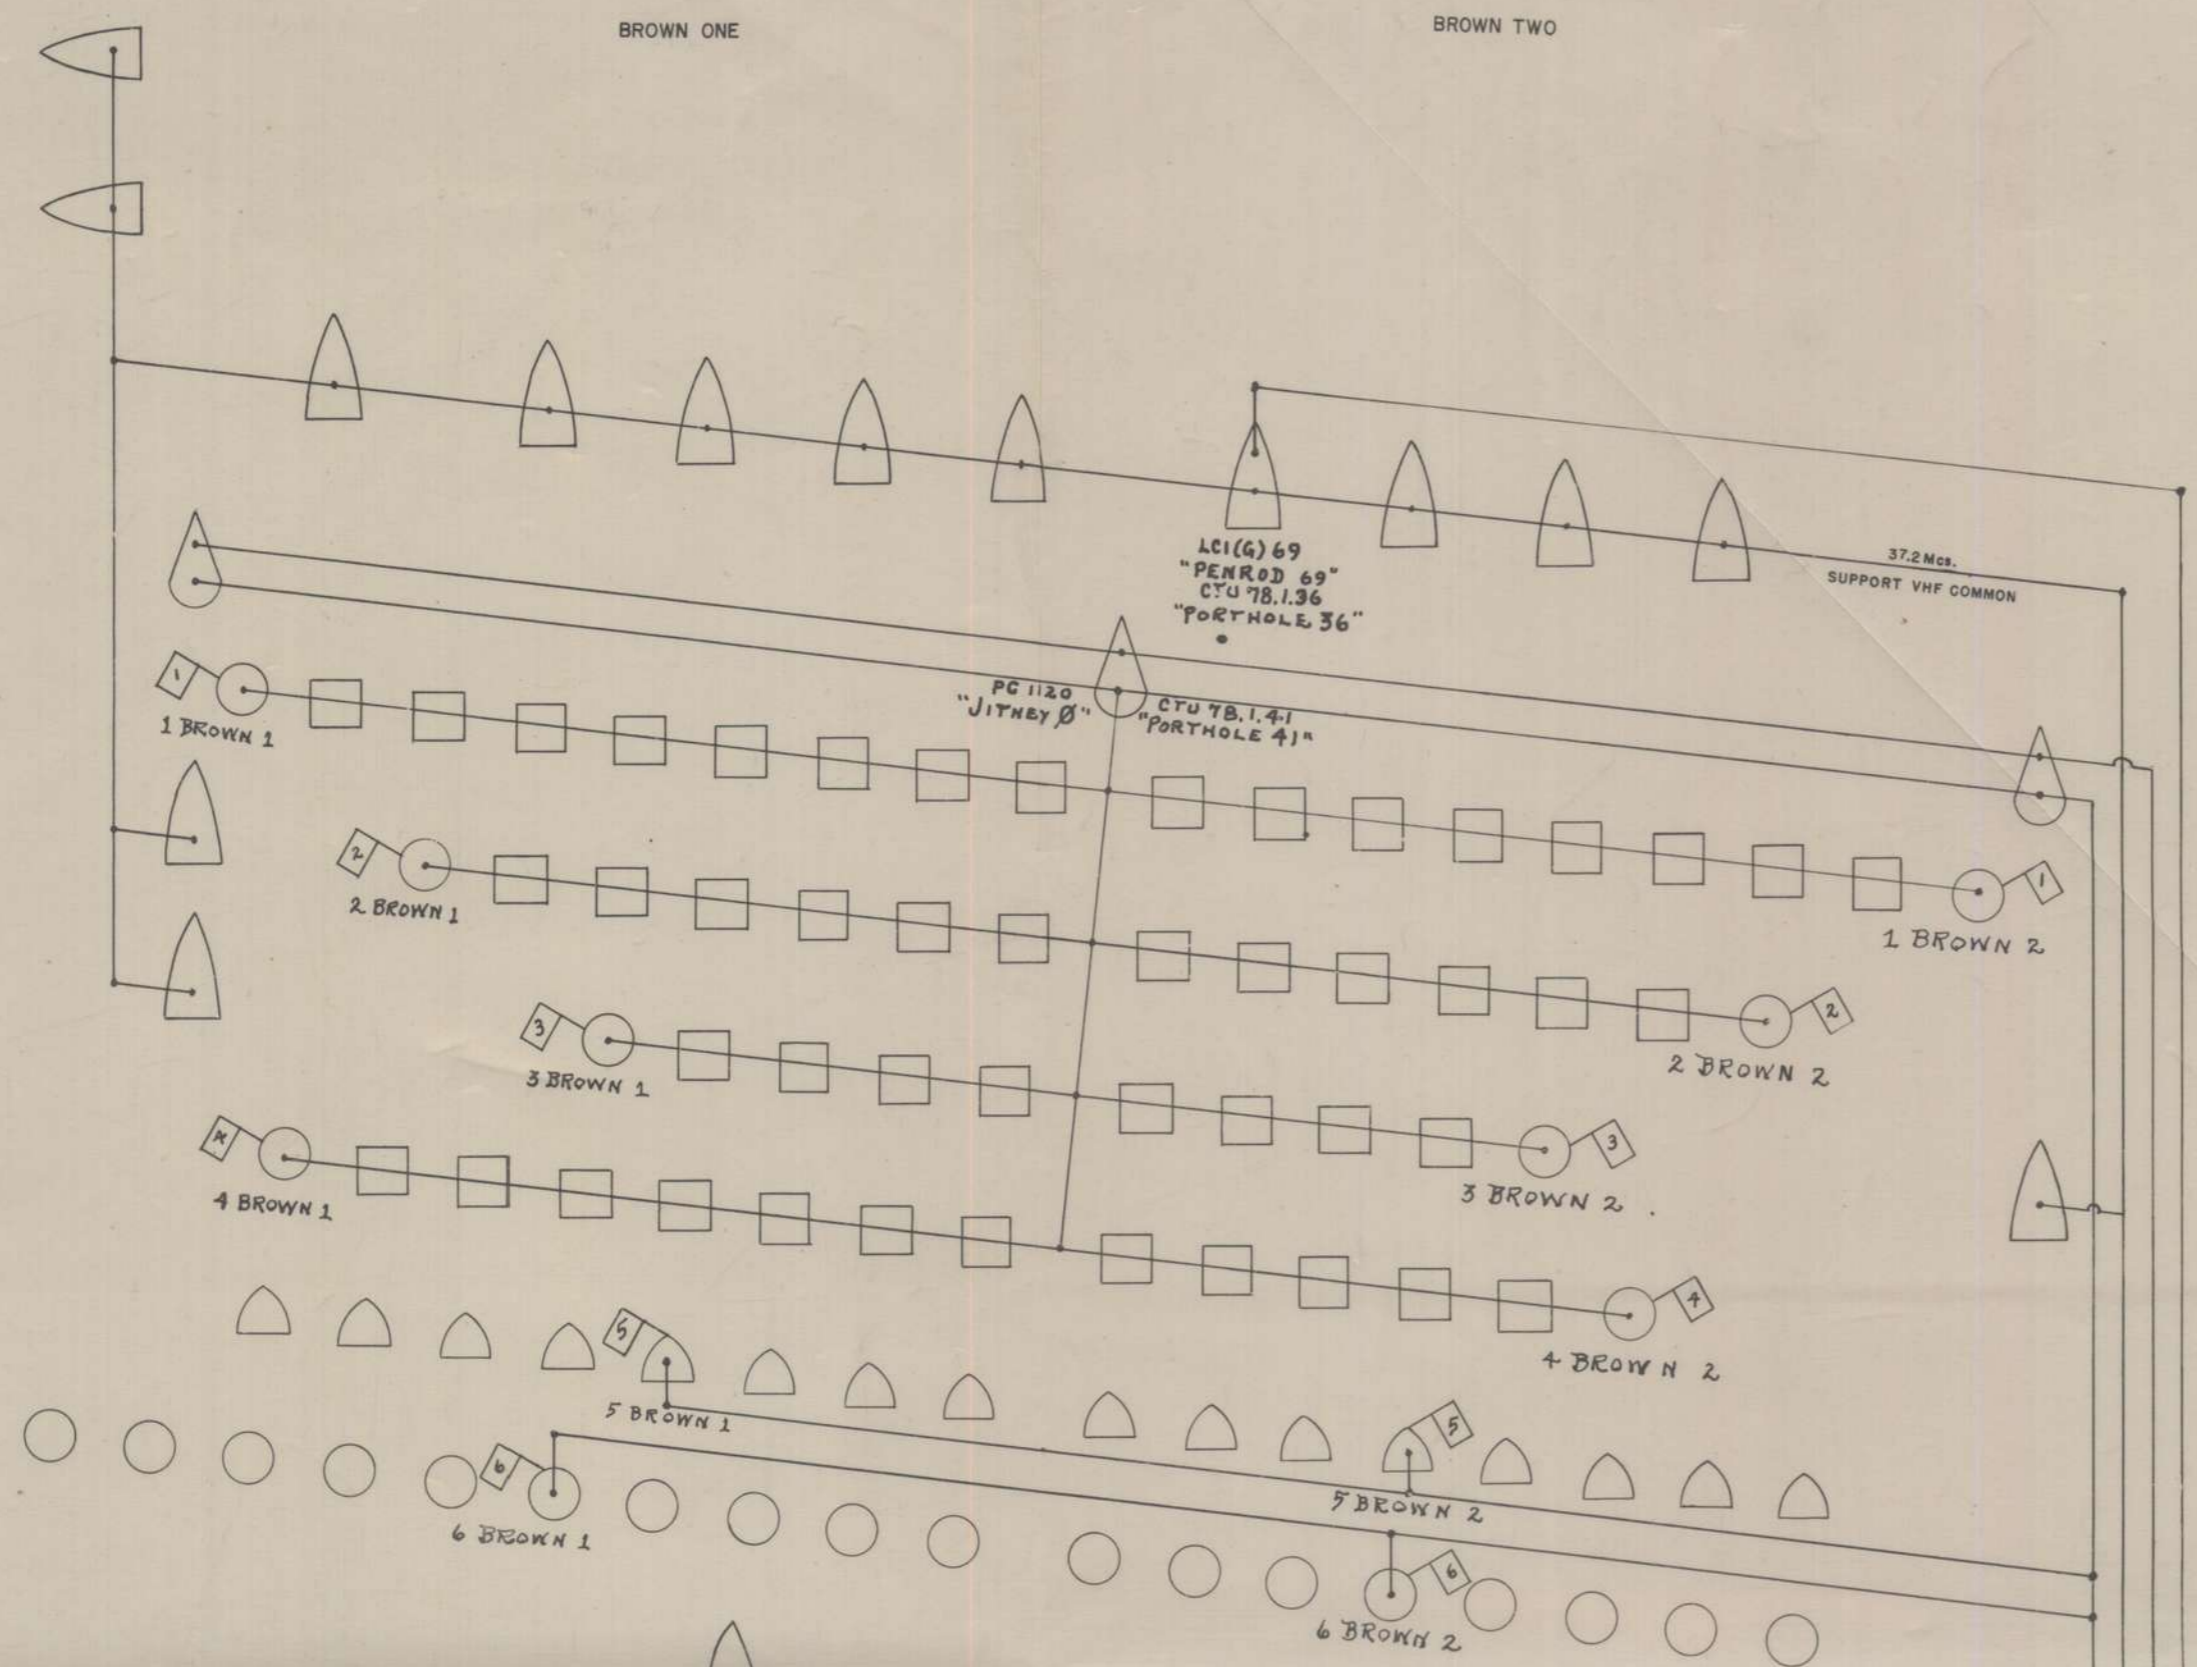 BROWN ONE
BROWN TWO
LCI(G) 69
"PENROD 69"
CTU 78.1.36
"PORTHOLE 36"
37.2 Mcs.
SUPPORT VHF COMMON
PC 1120
"JITNEY Ø"
CTU 78.1.41
"PORTHOLE 41"
1
1 BROWN 1
1
1 BROWN 2
2
2 BROWN 1
2
2 BROWN 2
3
3 BROWN 1
3
3 BROWN 2
4
4 BROWN 1
4
4 BROWN 2
5
5 BROWN 1
5
5 BROWN 2
6
6 BROWN 1
6
6 BROWN 2